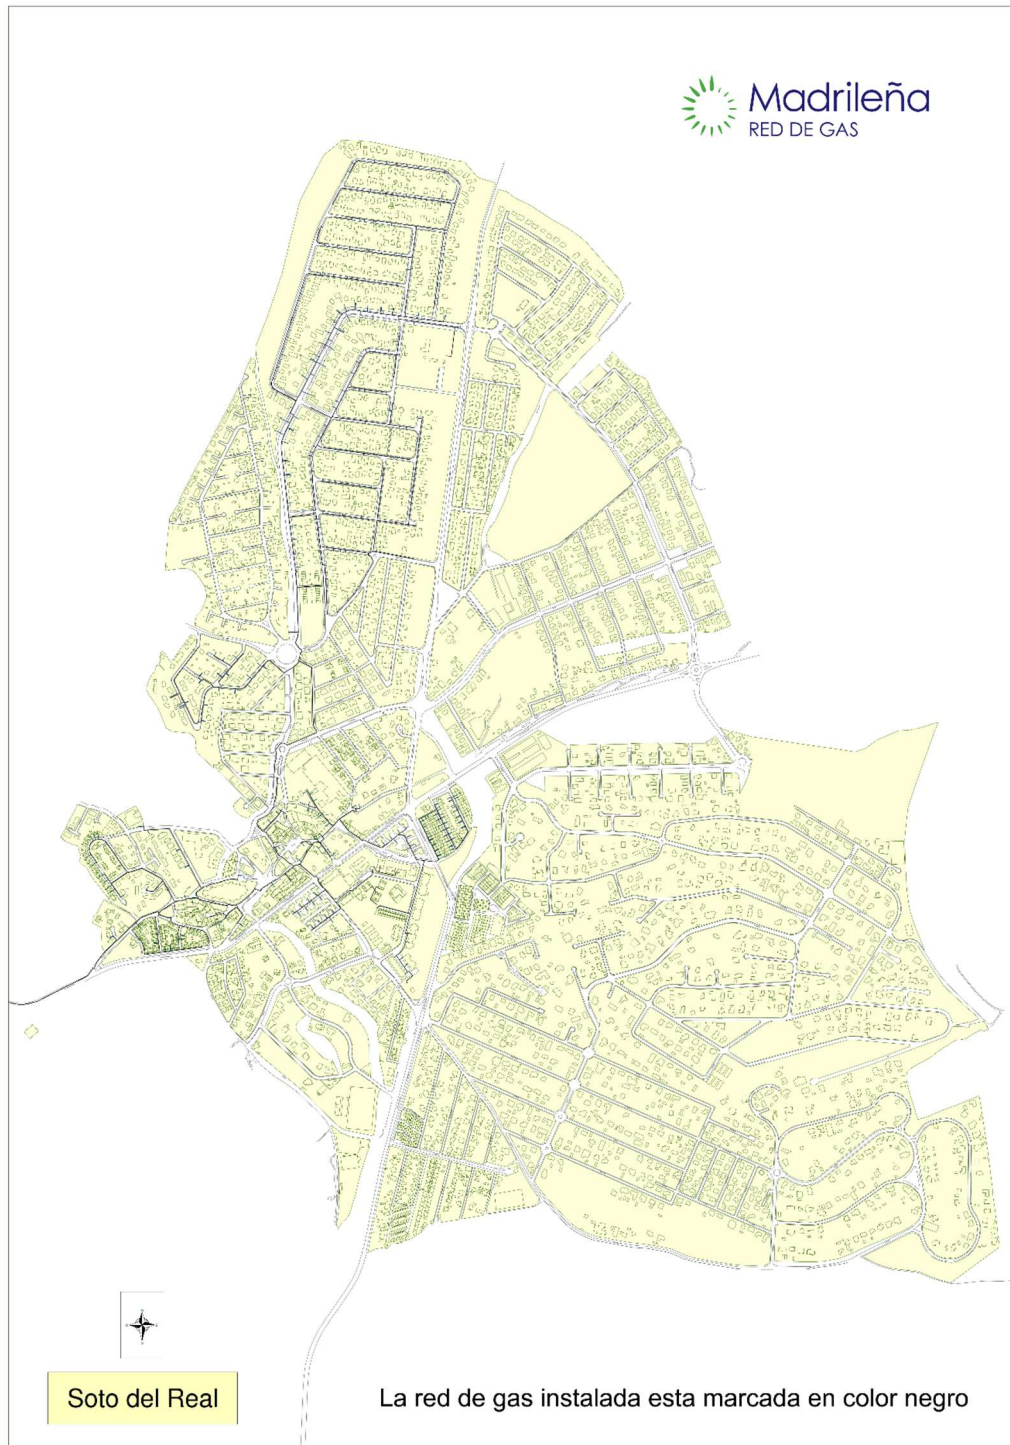 Madrileña
RED DE GAS
Soto del Real
La red de gas instalada esta marcada en color negro